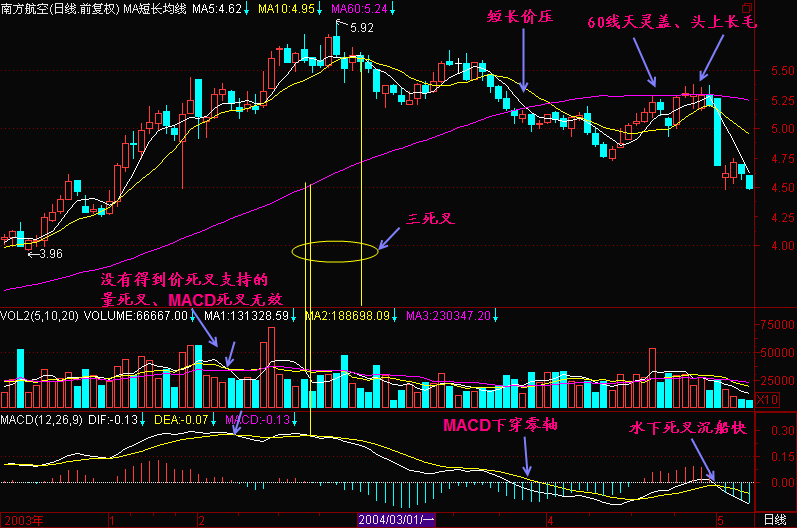 南方航空(日线.前复权) MA短长均线 MA5:4.62↓ MA10:4.95↓ MA60:5.24↓
5.92
短长价压
60线天灵盖、头上长毛
5.50
5.25
5.00
4.75
4.50
4.25
4.00
三死叉
←3.96
没有得到价死叉支持的
量死叉、MACD死叉无效
VOL2(5,10,20) VOLUME:66667.00↓ MA1:131328.59↓ MA2:188698.09↓ MA3:230347.20↓
75000
50000
25000
X10
MACD(12,26,9) DIF:-0.13↓ DEA:-0.07↓ MACD:-0.13↓
MACD下穿零轴
水下死叉沉船快
0.30
0.15
0.00
2003年 1 2 2004/03/01/一 4 5 日线